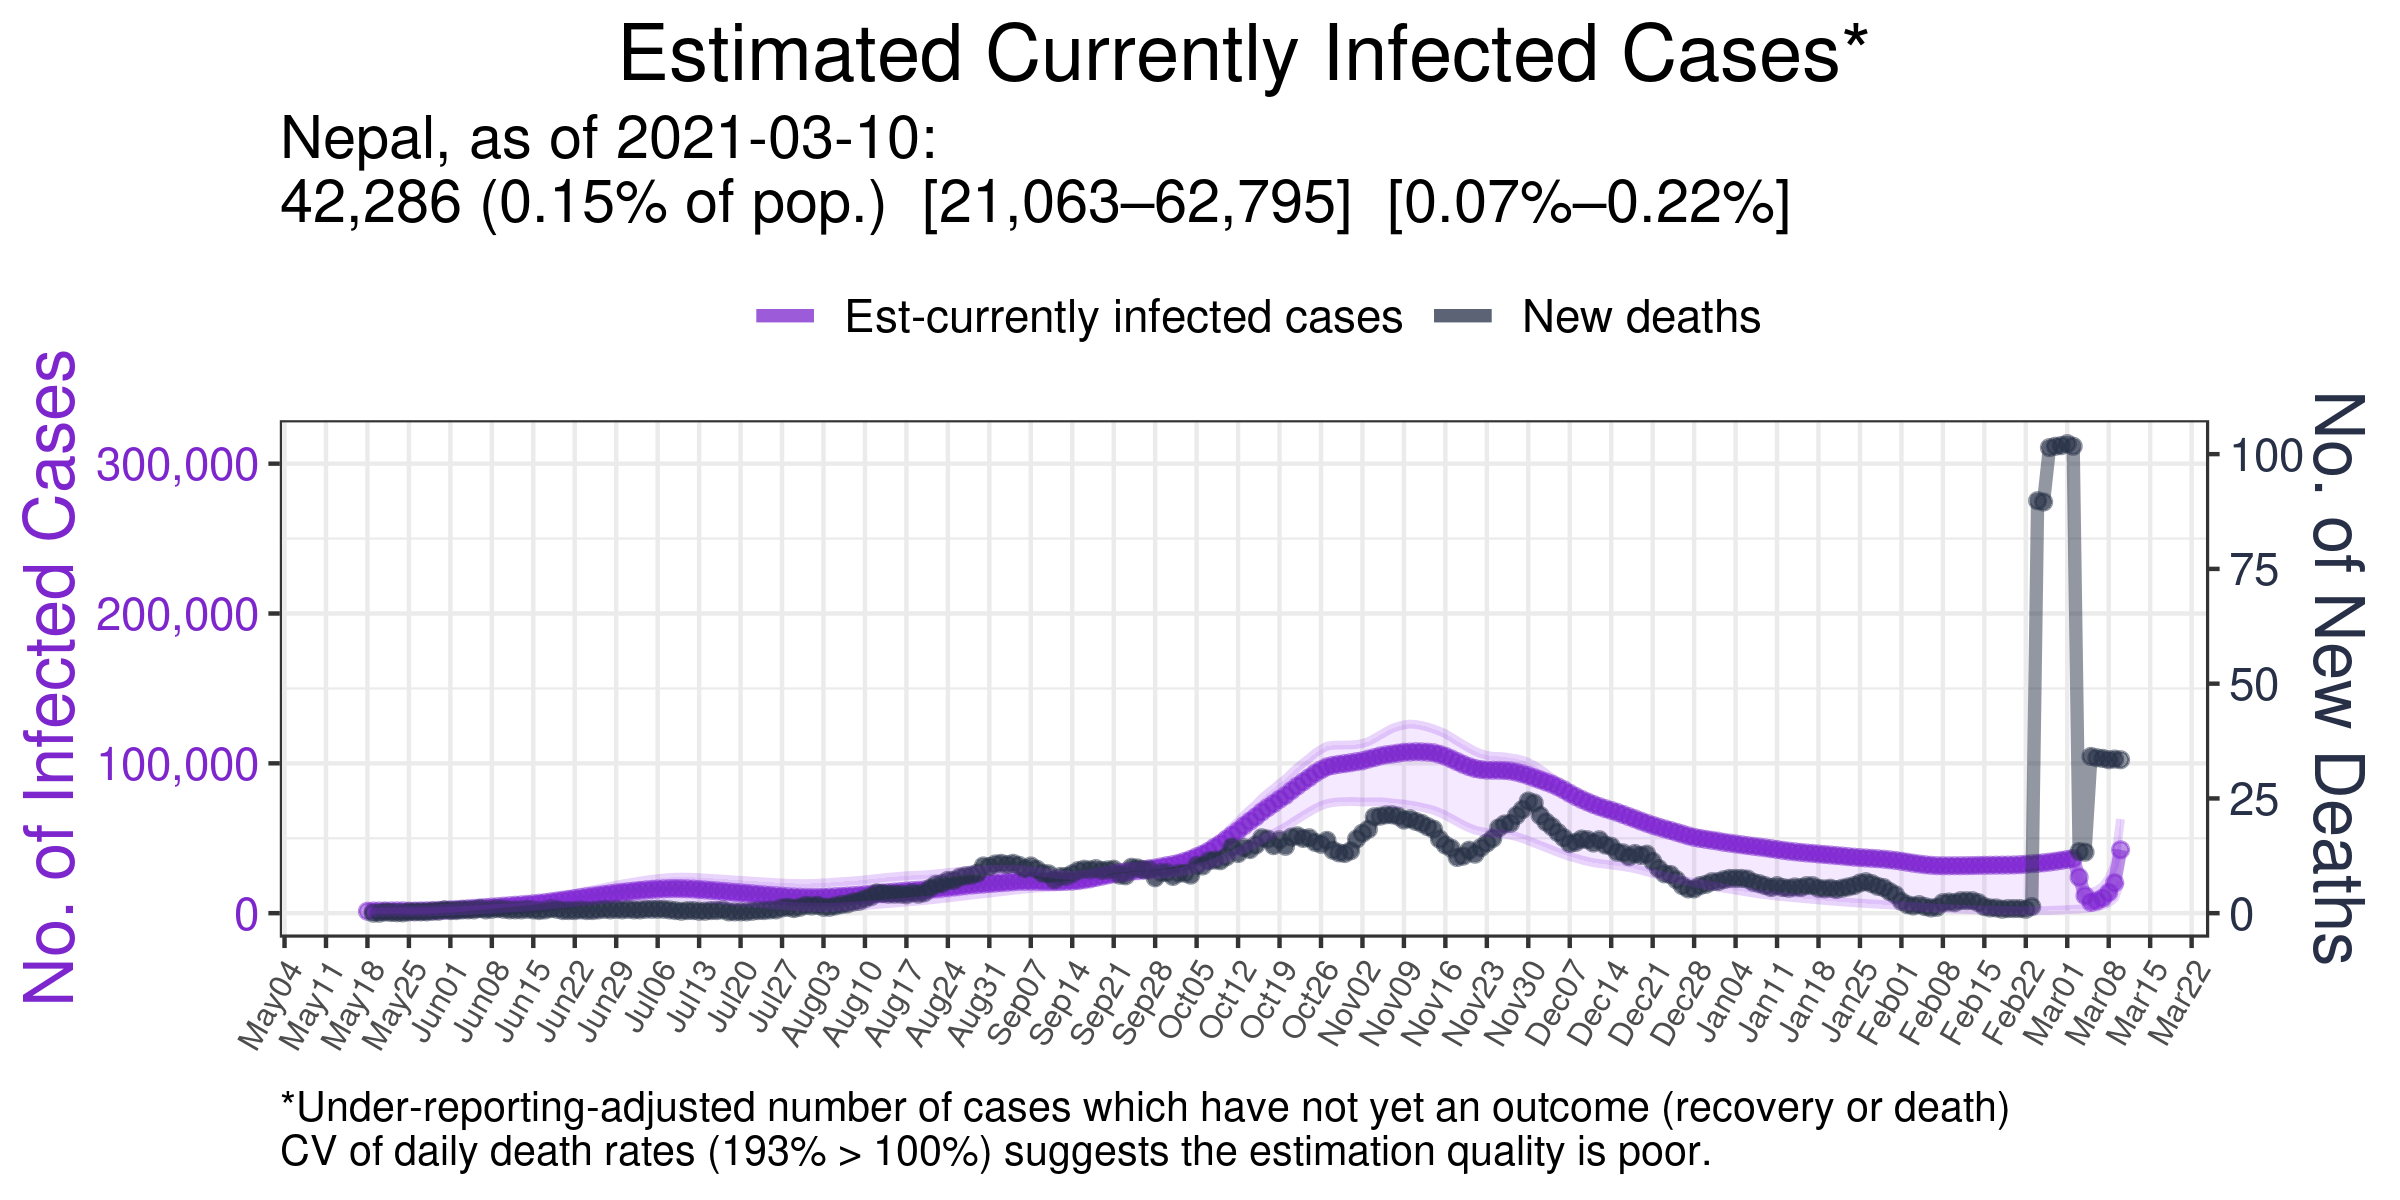 Estimated Currently Infected Cases*
Nepal, as of 2021-03-10:
42,286 (0.15% of pop.) [21,063–62,795] [0.07%–0.22%]
Est-currently infected cases New deaths
No. of Infected Cases
300,000
200,000
100,000
0
100
75
50
25
0
No. of New Deaths
May04 May11 May18 May25 Jun01 Jun08 Jun15 Jun22 Jun29 Jul06 Jul13 Jul20 Jul27 Aug03 Aug10 Aug17 Aug24 Aug31 Sep07 Sep14 Sep21 Sep28 Oct05 Oct12 Oct19 Oct26 Nov02 Nov09 Nov16 Nov23 Nov30 Dec07 Dec14 Dec21 Dec28 Jan04 Jan11 Jan18 Jan25 Feb01 Feb08 Feb15 Feb22 Mar01 Mar08 Mar15 Mar22
*Under-reporting-adjusted number of cases which have not yet an outcome (recovery or death)
CV of daily death rates (193% > 100%) suggests the estimation quality is poor.